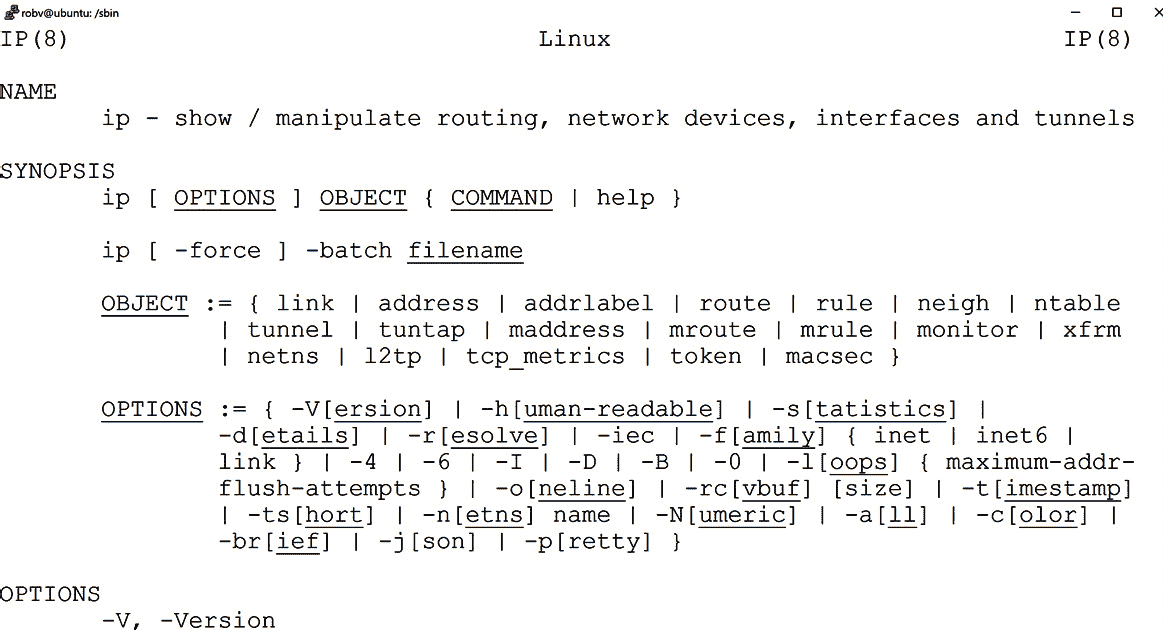 robv@ubuntu: /sbin
IP(8) Linux IP(8)
NAME
ip - show / manipulate routing, network devices, interfaces and tunnels
SYNOPSIS
ip [ OPTIONS ] OBJECT { COMMAND | help }
ip [ -force ] -batch filename
OBJECT := { link | address | addrlabel | route | rule | neigh | ntable
| tunnel | tuntap | maddress | mroute | mrule | monitor | xfrm
| netns | l2tp | tcp_metrics | token | macsec }
OPTIONS := { -V[ersion] | -h[uman-readable] | -s[tatistics] |
-d[etails] | -r[esolve] | -iec | -f[amily] { inet | inet6 |
link } | -4 | -6 | -I | -D | -B | -0 | -l[oops] { maximum-addr-
flush-attempts } | -o[neline] | -rc[vbuf] [size] | -t[imestamp]
| -ts[hort] | -n[etns] name | -N[umeric] | -a[ll] | -c[olor] |
-br[ief] | -j[son] | -p[retty] }
OPTIONS
-V, -Version